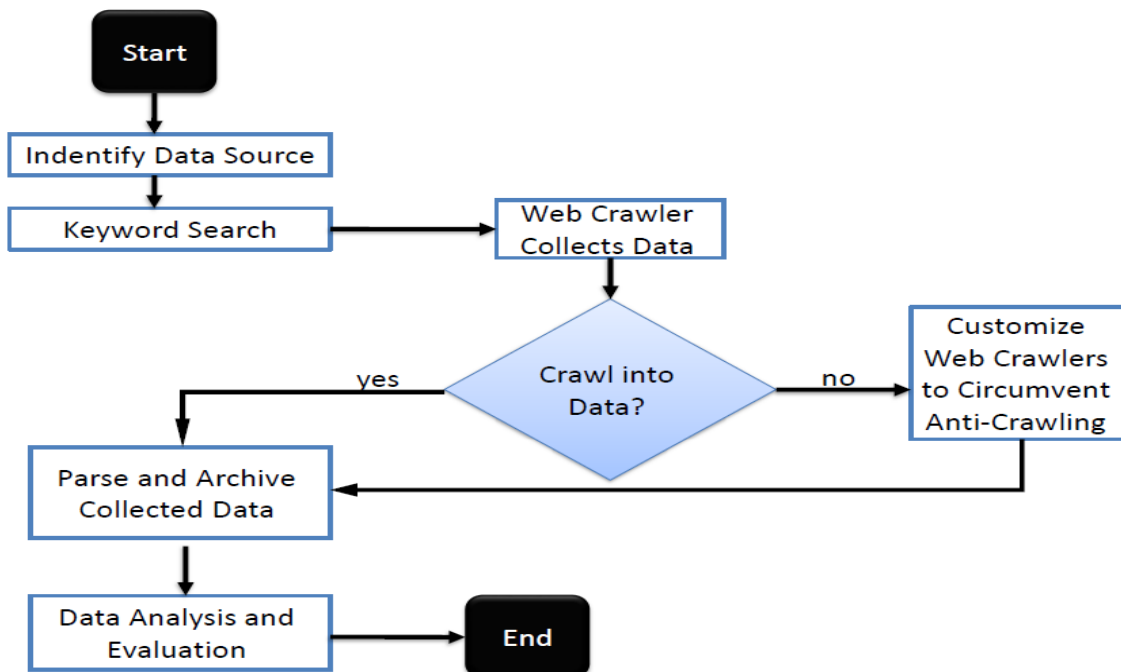 Start
Indentify Data Source
Keyword Search
Web Crawler
Collects Data
Crawl into
Data?
yes
no
Customize
Web Crawlers
to Circumvent
Anti-Crawling
Parse and Archive
Collected Data
Data Analysis and
Evaluation
End